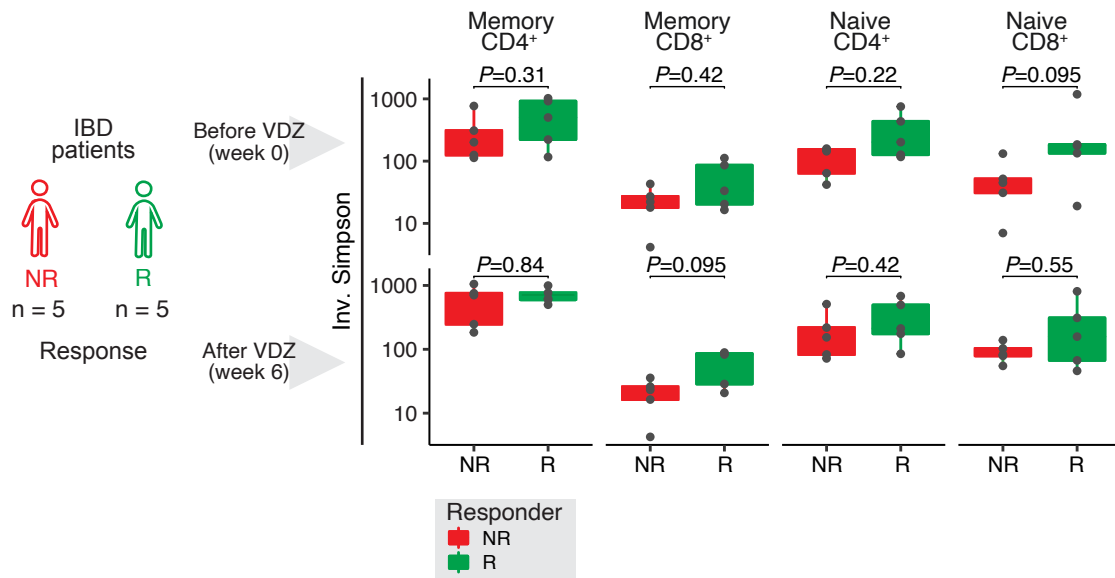 Memory
CD4⁺
Memory
CD8⁺
Naive
CD4⁺
Naive
CD8⁺
IBD
patients
NR
R
n = 5
n = 5
Response
Before VDZ
(week 0)
After VDZ
(week 6)
Inv. Simpson
P=0.31
P=0.42
P=0.22
P=0.095
1000
100
10
P=0.84
P=0.095
P=0.42
P=0.55
1000
100
10
NR
R
NR
R
NR
R
NR
R
Responder
NR
R